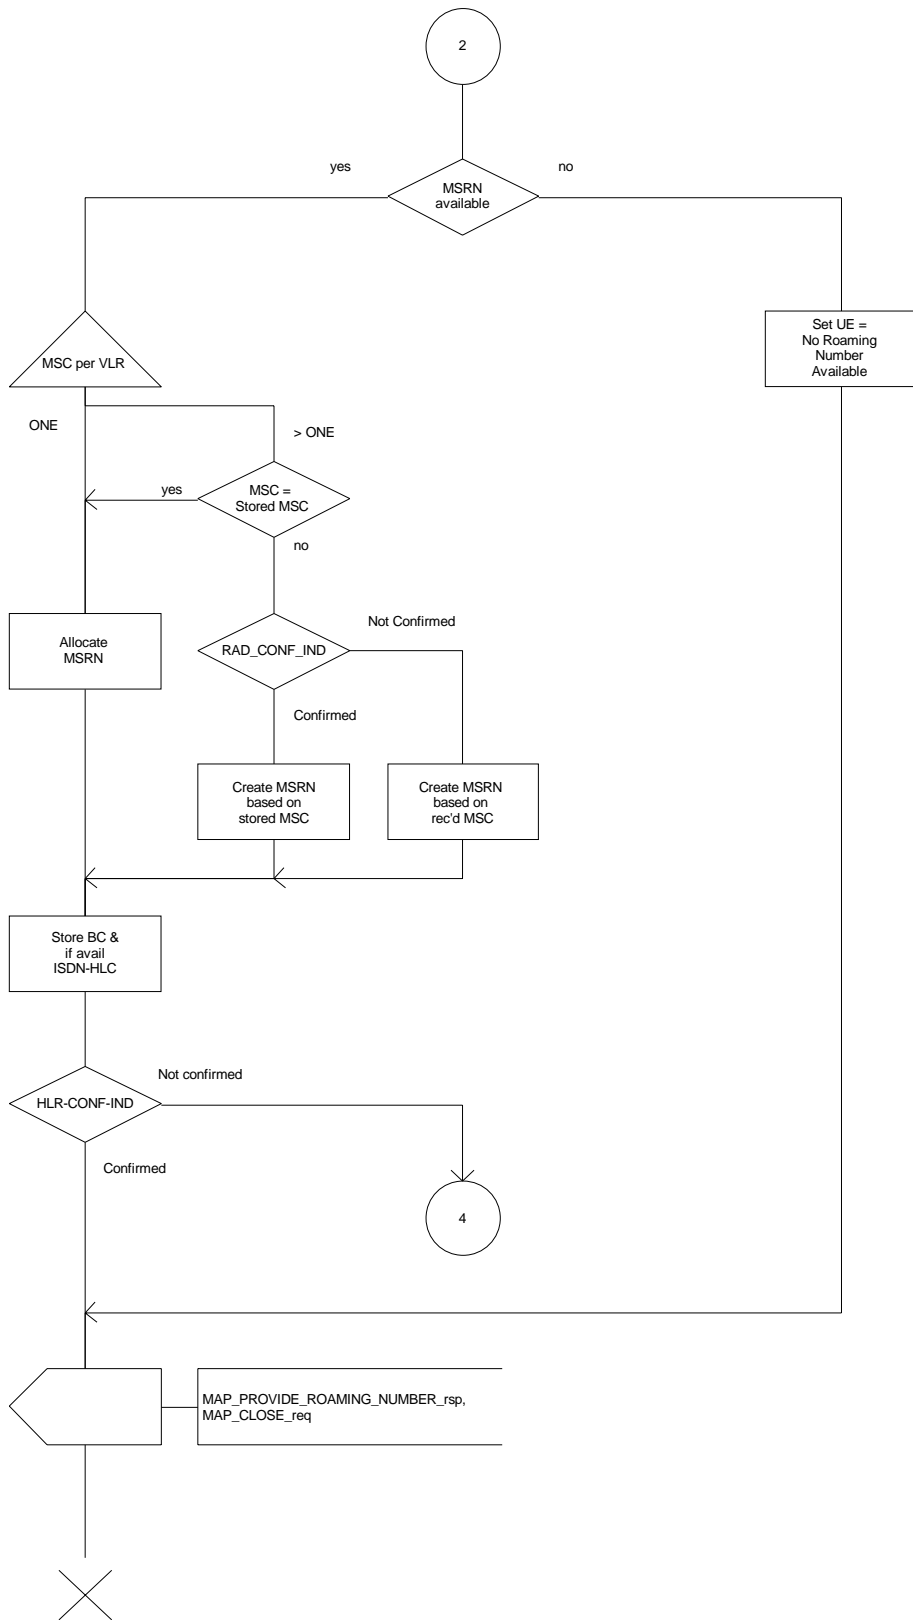 2
yes
no
MSRN
available
Set UE =
No Roaming
Number
Available
MSC per VLR
ONE
> ONE
yes
MSC =
Stored MSC
no
Allocate
MSRN
Not Confirmed
RAD_CONF_IND
Confirmed
Create MSRN
based on
stored MSC
Create MSRN
based on
rec'd MSC
Store BC &
if avail
ISDN-HLC
Not confirmed
HLR-CONF-IND
Confirmed
4
MAP_PROVIDE_ROAMING_NUMBER_rsp,
MAP_CLOSE_req